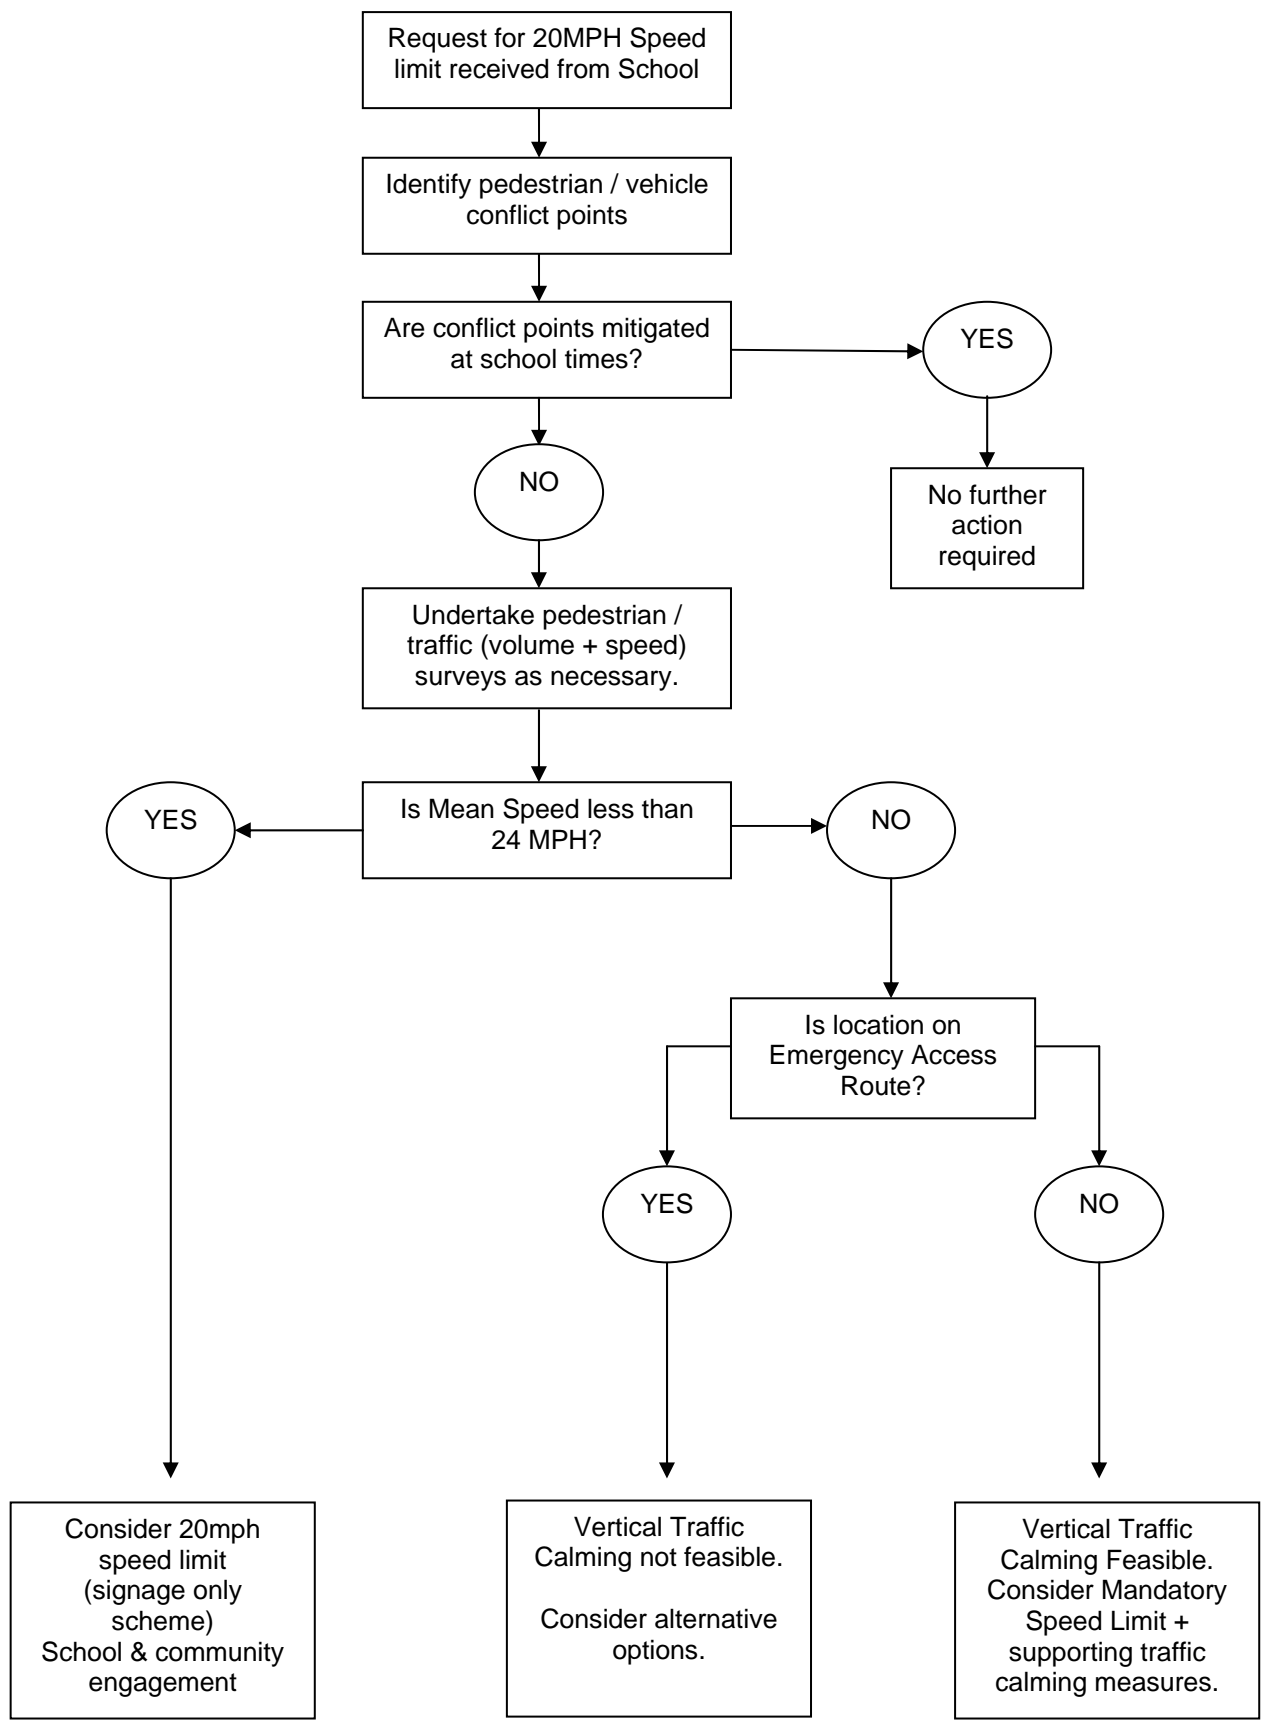 Request for 20MPH Speed
limit received from School
Identify pedestrian / vehicle
conflict points
Are conflict points mitigated
at school times?
YES
NO
No further
action
required
Undertake pedestrian /
traffic (volume + speed)
surveys as necessary.
YES
Is Mean Speed less than
24 MPH?
NO
Is location on
Emergency Access
Route?
YES
NO
Consider 20mph
speed limit
(signage only
scheme)
School & community
engagement
Vertical Traffic
Calming not feasible.
Consider alternative
options.
Vertical Traffic
Calming Feasible.
Consider Mandatory
Speed Limit +
supporting traffic
calming measures.